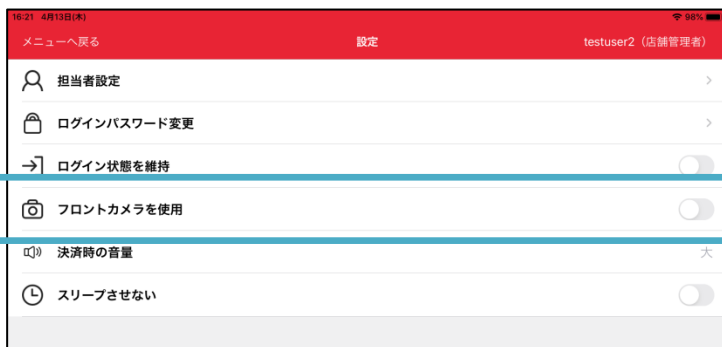 16:21 4月13日(木) 98%
メニューへ戻る 設定 testuser2（店舗管理者）
担当者設定
ログインパスワード変更
ログイン状態を維持
フロントカメラを使用
決済時の音量 大
スリープさせない